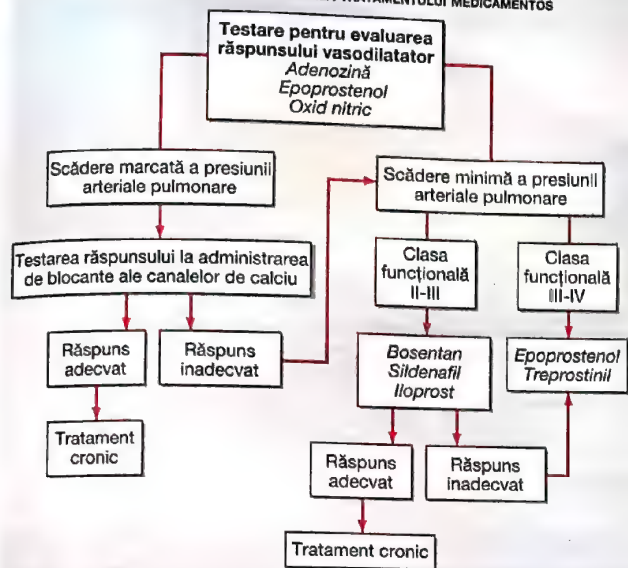 TRATAMENTULUI MEDICAMENTOS
Testare pentru evaluarea
răspunsului vasodilatator
Adenozină
Epoprostenol
Oxid nitric
Scădere marcată a presiunii
arteriale pulmonare
Scădere minimă a presiunii
arteriale pulmonare
Testarea răspunsului la administrarea
de blocante ale canalelor de calciu
Clasa
funcțională
II-III
Clasa
funcțională
III-IV
Răspuns
adecvat
Răspuns
inadecvat
Bosentan
Sildenafil
Iloprost
Epoprostenol
Treprostinil
Tratament
cronic
Răspuns
adecvat
Răspuns
inadecvat
Tratament cronic